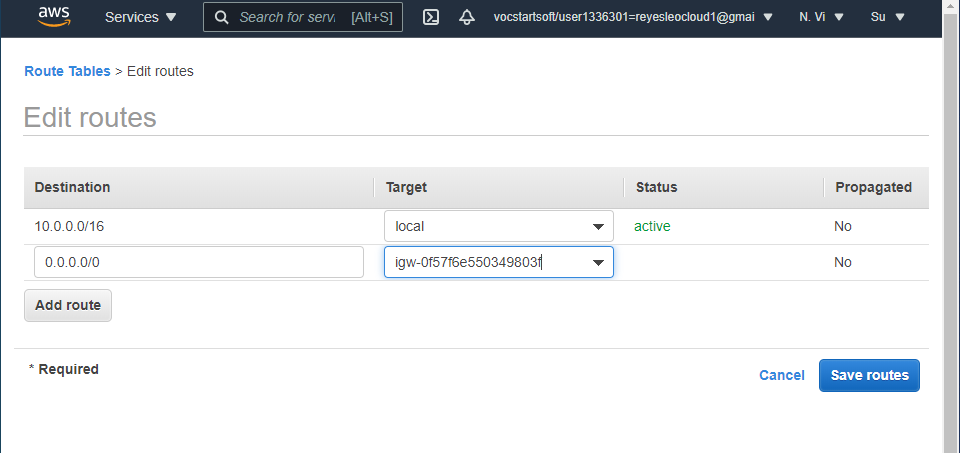 aws Services Search for serv. [Alt+S] vocstartsoft/user1336301=reyesleocloud1@gmai N. Vi Su
Route Tables > Edit routes
Edit routes
Destination Target Status Propagated
10.0.0.0/16 local active No
0.0.0.0/0 igw-0f57f6e550349803f No
Add route
* Required
Cancel Save routes